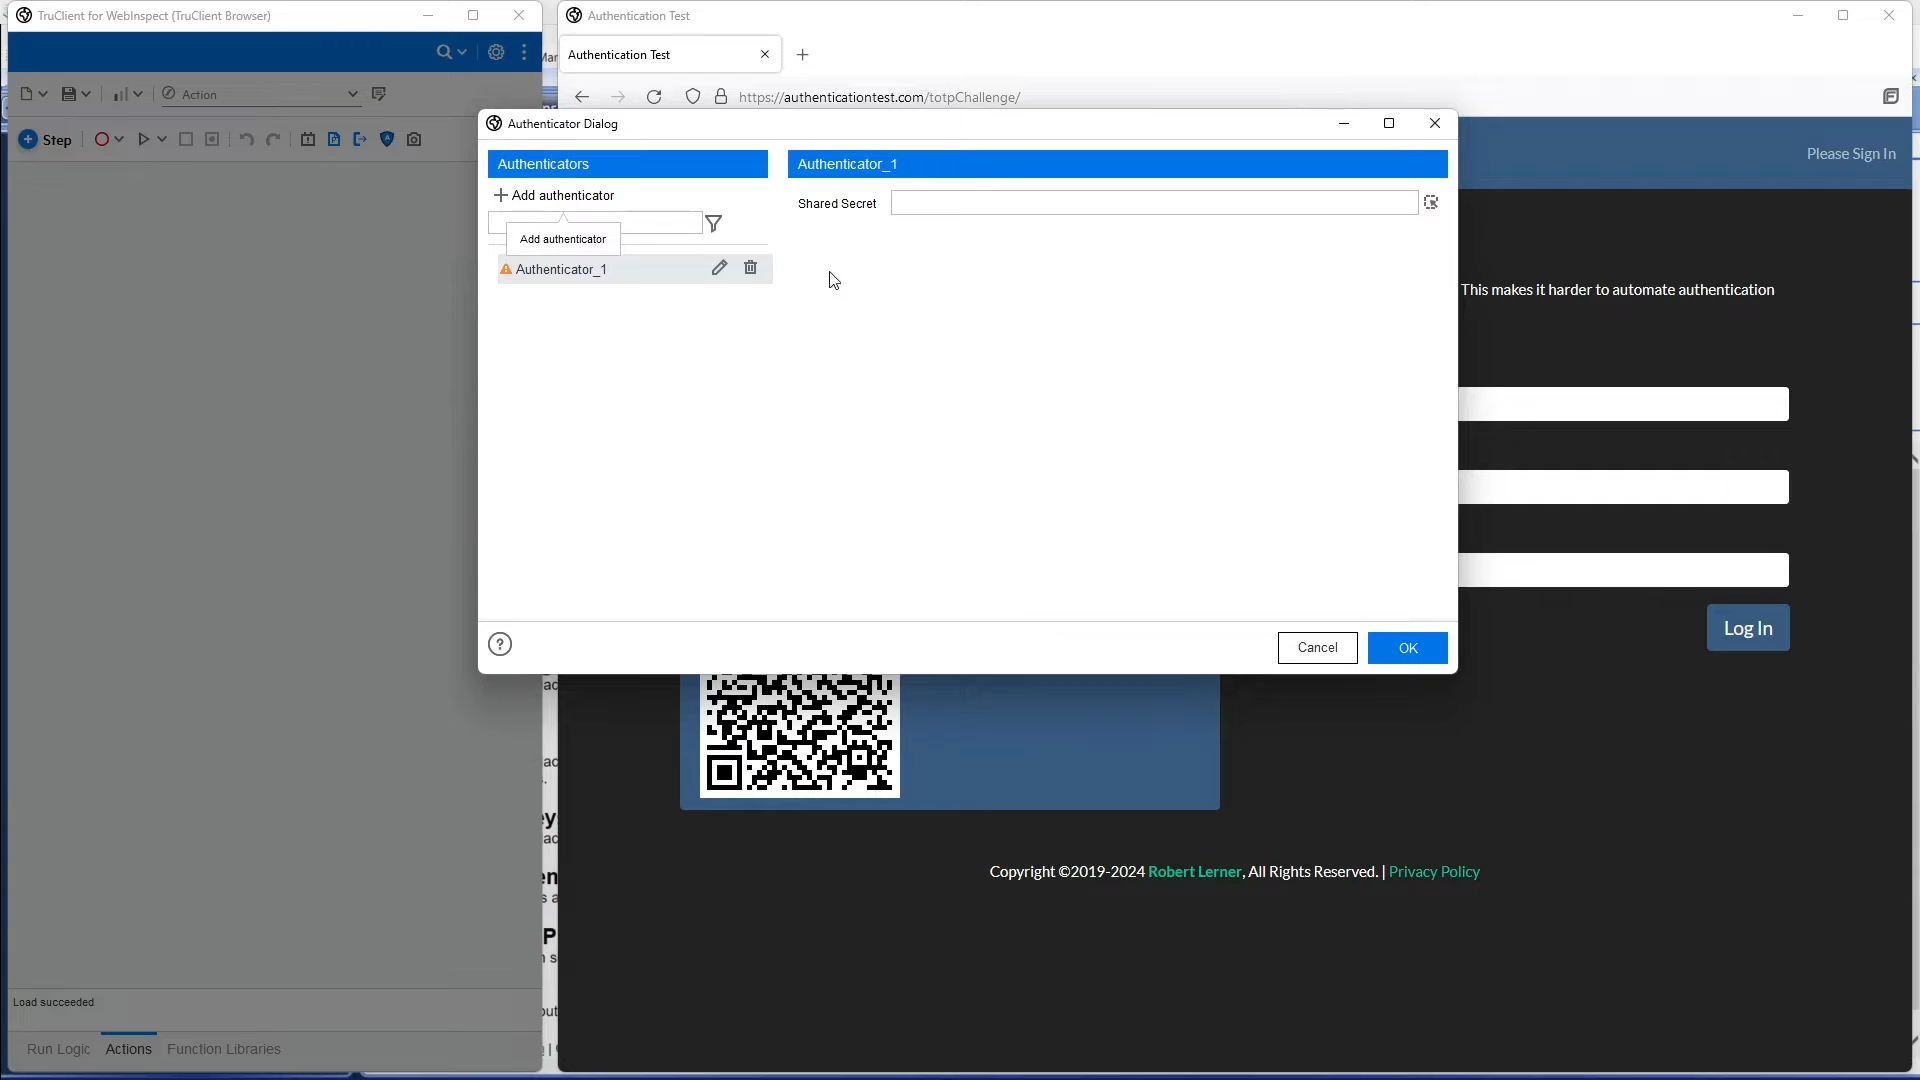 TruClient for WebInspect (TruClient Browser)
Action
Step
Load succeeded
Run Logic
Actions
Function Libraries
Authentication Test
Authentication Test
https://authenticationtest.com/totpChallenge/
Please Sign In
Authenticator Dialog
Authenticators
Add authenticator
Add authenticator
Authenticator_1
Authenticator_1
Shared Secret
?
Cancel
OK
This makes it harder to automate authentication
Log In
Copyright ©2019-2024 Robert Lerner, All Rights Reserved. | Privacy Policy